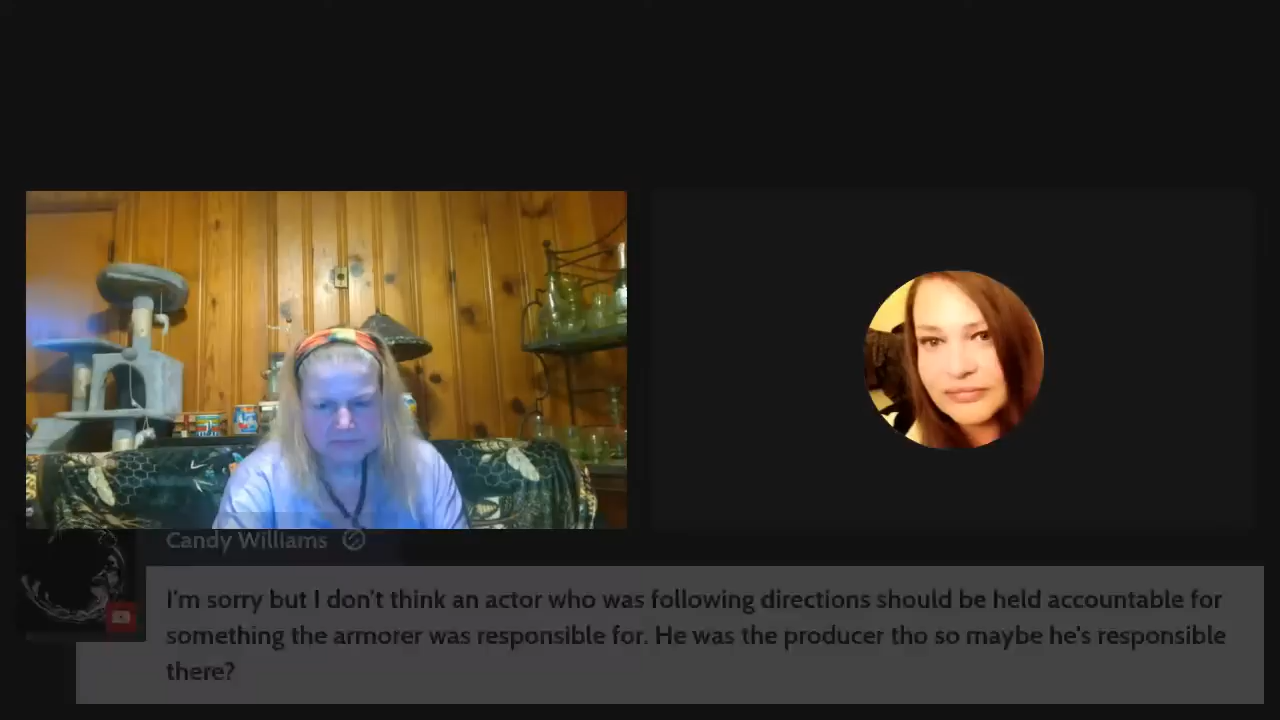 Candy Williams
I'm sorry but I don't think an actor who was following directions should be held accountable for
something the armorer was responsible for. He was the producer tho so maybe he's responsible
there?